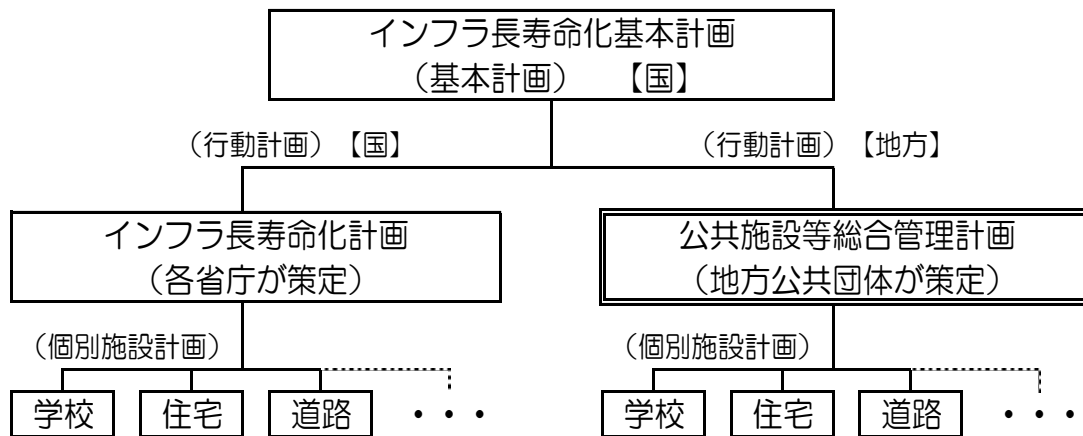 インフラ長寿命化基本計画
（基本計画）　【国】
（行動計画）【国】
（行動計画）【地方】
インフラ長寿命化計画
（各省庁が策定）
公共施設等総合管理計画
（地方公共団体が策定）
（個別施設計画）
（個別施設計画）
学校 住宅 道路 ・・・
学校 住宅 道路 ・・・